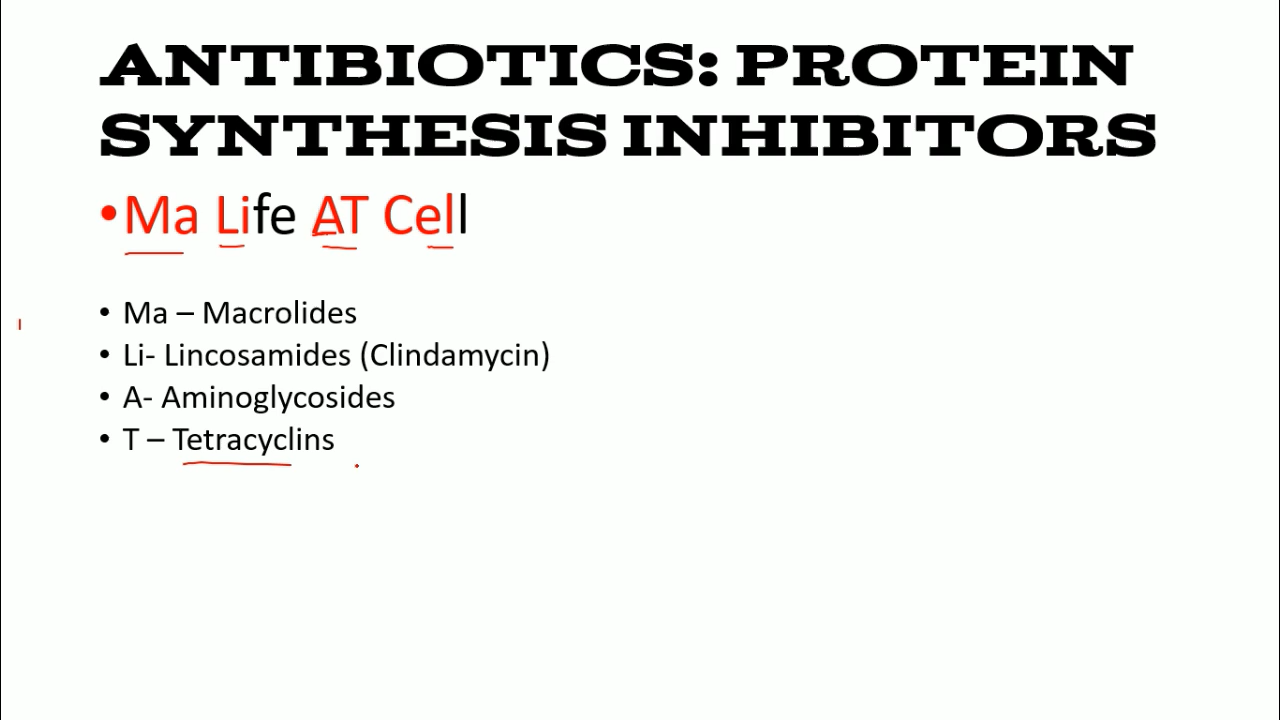 ANTIBIOTICS: PROTEIN
SYNTHESIS INHIBITORS
•Ma Life AT Cell
• Ma – Macrolides
• Li- Lincosamides (Clindamycin)
• A- Aminoglycosides
• T – Tetracyclins